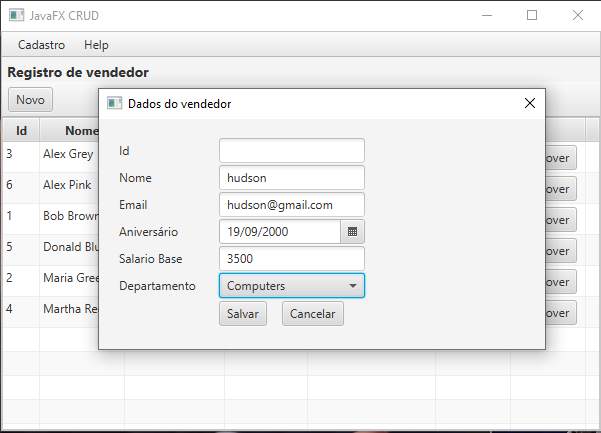 JavaFX CRUD
Cadastro Help
Registro de vendedor
Novo
Dados do vendedor
Id Nome
3 Alex Grey over
6 Alex Pink over
1 Bob Brown over
5 Donald Blu over
2 Maria Gree over
4 Martha Re over
Id
Nome hudson
Email hudson@gmail.com
Aniversário 19/09/2000
Salario Base 3500
Departamento Computers
Salvar Cancelar